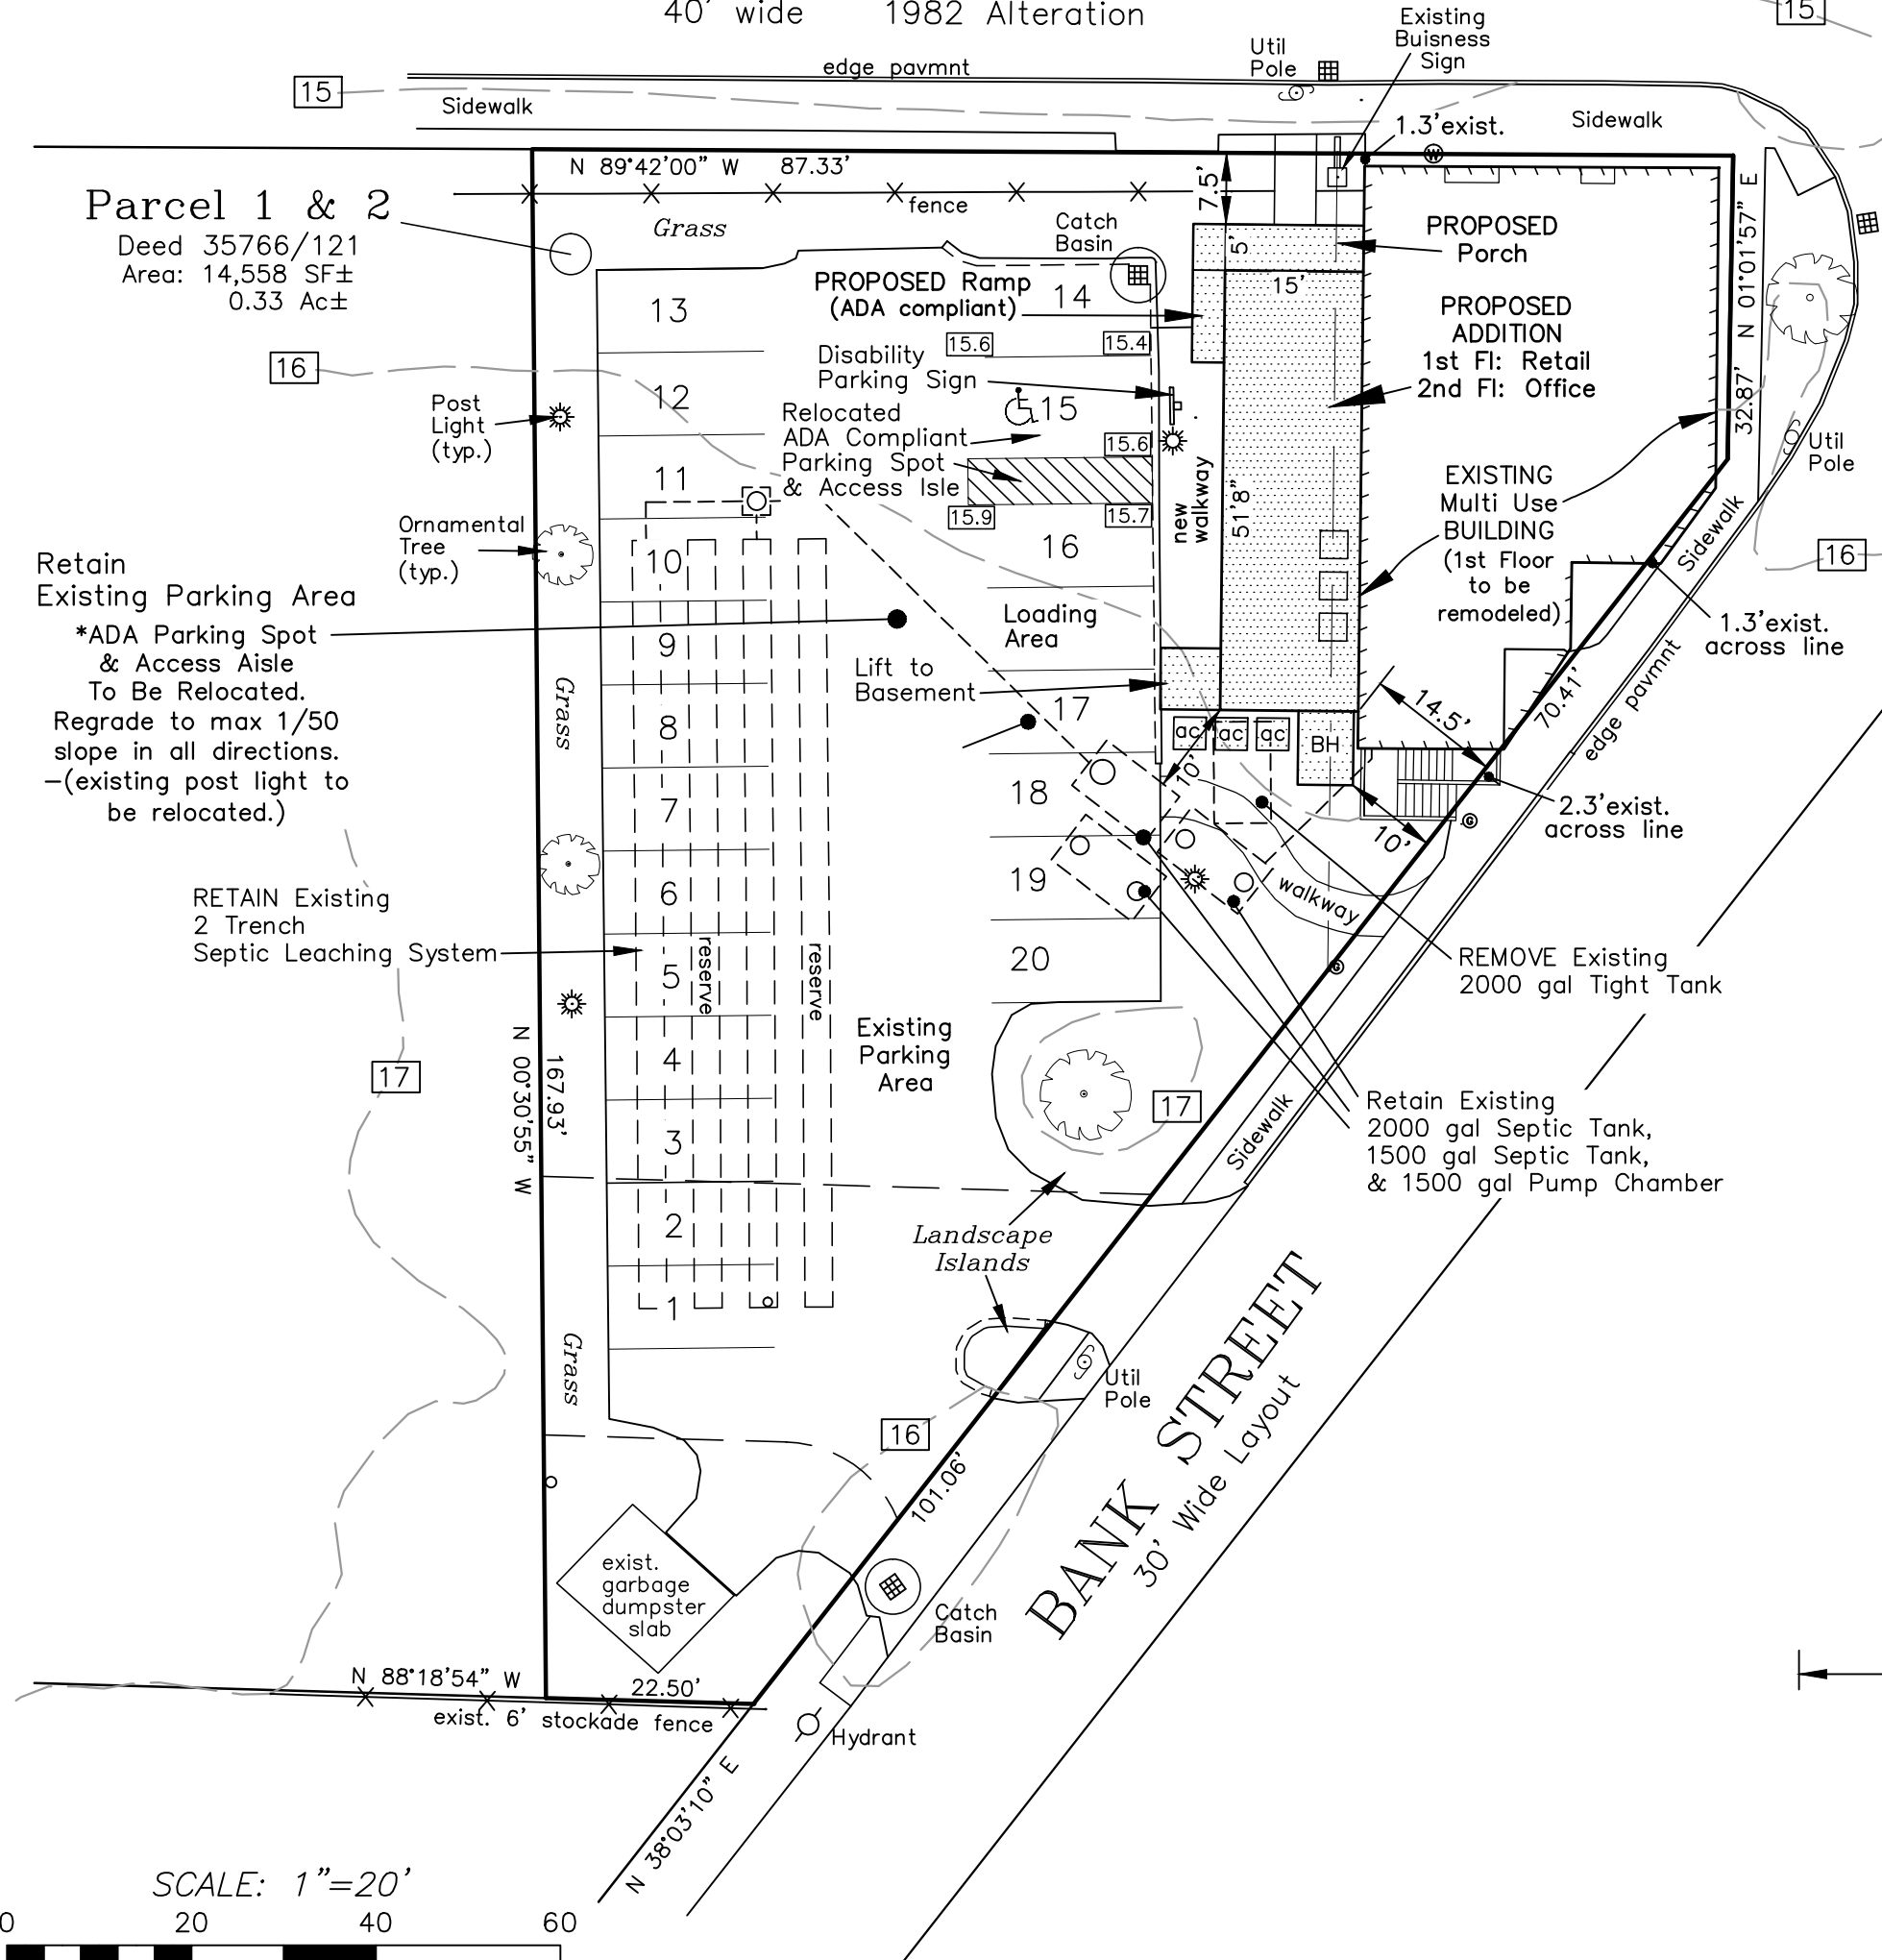 40' wide 1982 Alteration
15
Existing
Buisness
Sign
Util
Pole
edge pavmnt
15
Sidewalk
1.3'exist.
Sidewalk
W
N 89°42'00" W 87.33'
7.5'
fence
Parcel 1 & 2
Deed 35766/121
Area: 14,558 SF±
0.33 Ac±
Grass
Catch
Basin
5'
PROPOSED
Porch
N 01°01'57" E
32.87'
PROPOSED Ramp
(ADA compliant)
13
14
15'
PROPOSED
ADDITION
1st Fl: Retail
2nd Fl: Office
16
15.6
15.4
Disability
Parking Sign
12
15
Post
Light
(typ.)
Relocated
ADA Compliant
Parking Spot
& Access Isle
15.6
Util
Pole
11
15.9
15.7
new
walkway
51'8"
EXISTING
Multi Use
BUILDING
(1st Floor
to be
remodeled)
Sidewalk
16
Ornamental
Tree
(typ.)
10
16
Retain
Existing Parking Area
*ADA Parking Spot
& Access Aisle
To Be Relocated.
Regrade to max 1/50
slope in all directions.
-(existing post light to
be relocated.)
9
Loading
Area
1.3'exist.
across line
Lift to
Basement
Grass
8
17
14.5'
70.41'
edge pavmnt
ac
ac
ac
BH
10'
7
18
2.3'exist.
across line
G
10'
RETAIN Existing
2 Trench
Septic Leaching System
6
19
walkway
5
reserve
reserve
20
G
REMOVE Existing
2000 gal Tight Tank
Existing
Parking
Area
N 00°30'55" W
167.93'
4
17
17
Retain Existing
2000 gal Septic Tank,
1500 gal Septic Tank,
& 1500 gal Pump Chamber
Sidewalk
3
2
Landscape
Islands
1
Grass
Util
Pole
BANK STREET
30' Wide Layout
16
101.06'
exist.
garbage
dumpster
slab
Catch
Basin
N 88°18'54" W
22.50'
exist. 6' stockade fence
Hydrant
N 38°03'10" E
SCALE: 1"=20'
0 20 40 60